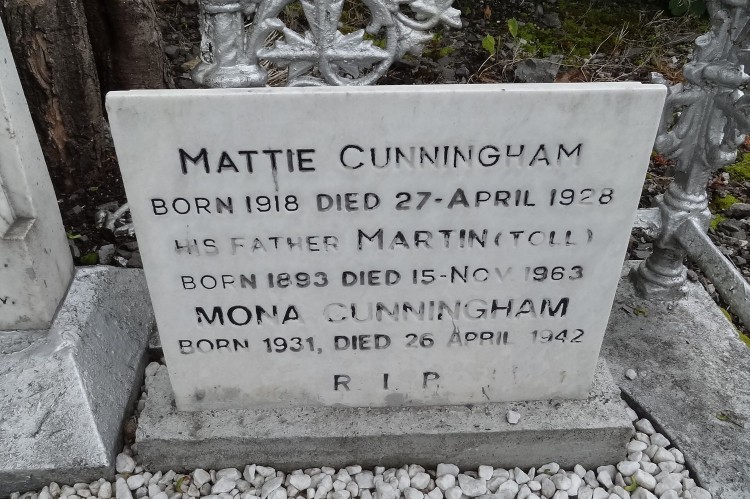 MATTIE CUNNINGHAM
BORN 1918 DIED 27-APRIL 1928
HIS FATHER MARTIN (TOLL)
BORN 1893 DIED 15-NOV 1963
MONA CUNNINGHAM
BORN 1931, DIED 26 APRIL 1942
R I P